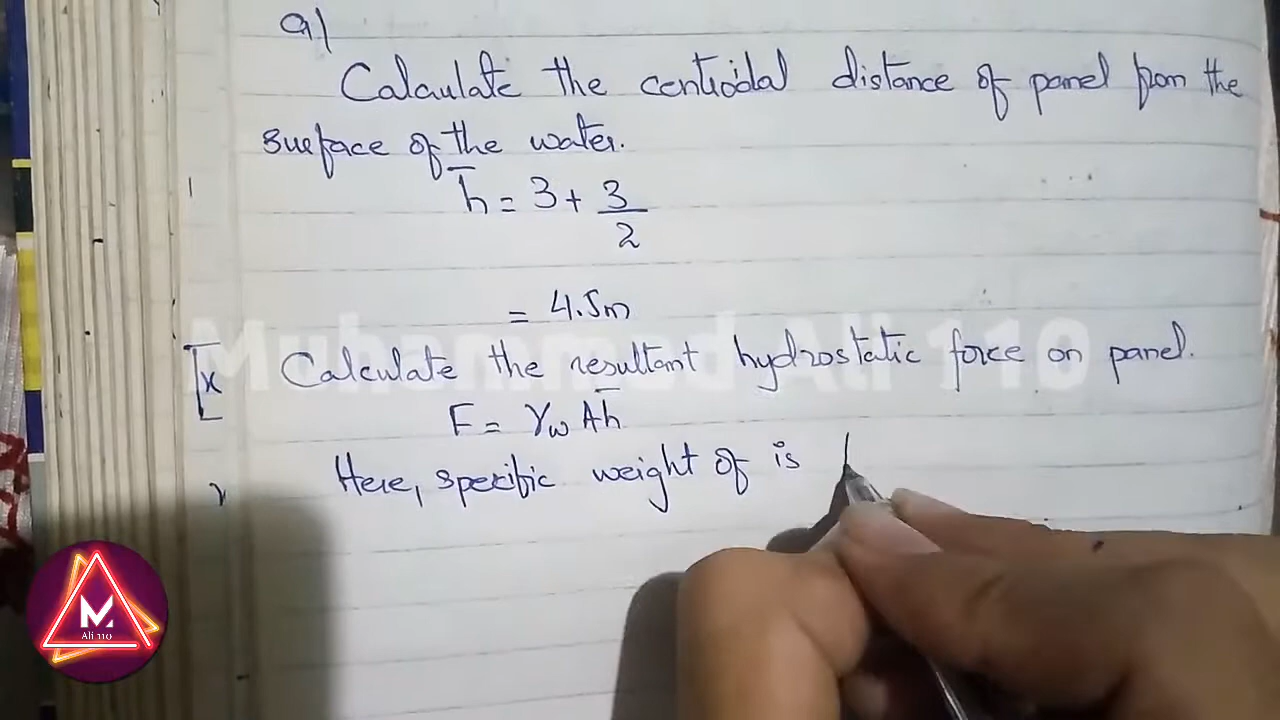 a)
Calculate the centroidal distance of panel from the
surface of the water.
h̅ = 3 + 3/2
= 4.5m
Calculate the resultant hydrostatic force on panel.
F = γw Ah̅
Here, specific weight of is
Muhammad Ali 110
M
Ali 110